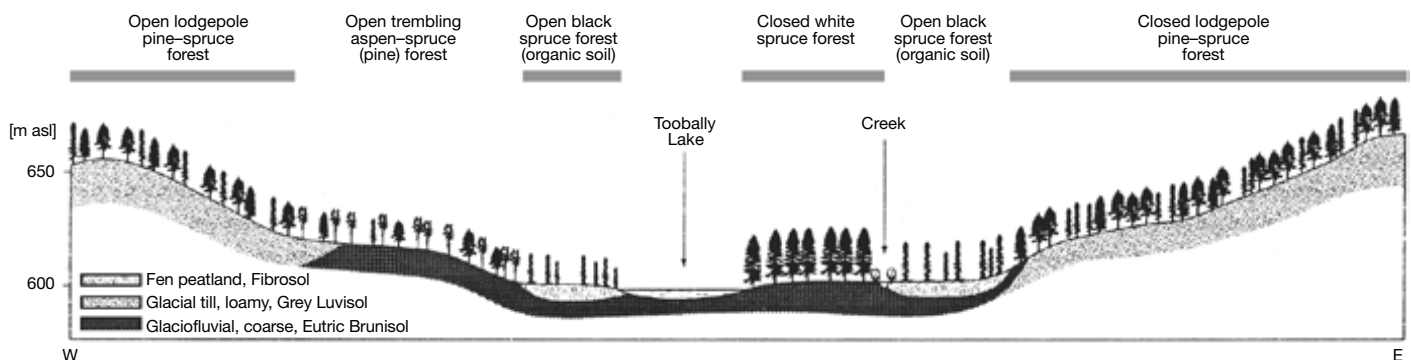 Open lodgepole
pine–spruce
forest
Open trembling
aspen–spruce
(pine) forest
Open black
spruce forest
(organic soil)
Closed white
spruce forest
Open black
spruce forest
(organic soil)
Closed lodgepole
pine–spruce
forest
[m asl]
650
600
Toobally
Lake
Creek
Fen peatland, Fibrosol
Glacial till, loamy, Grey Luvisol
Glaciofluvial, coarse, Eutric Brunisol
W
E